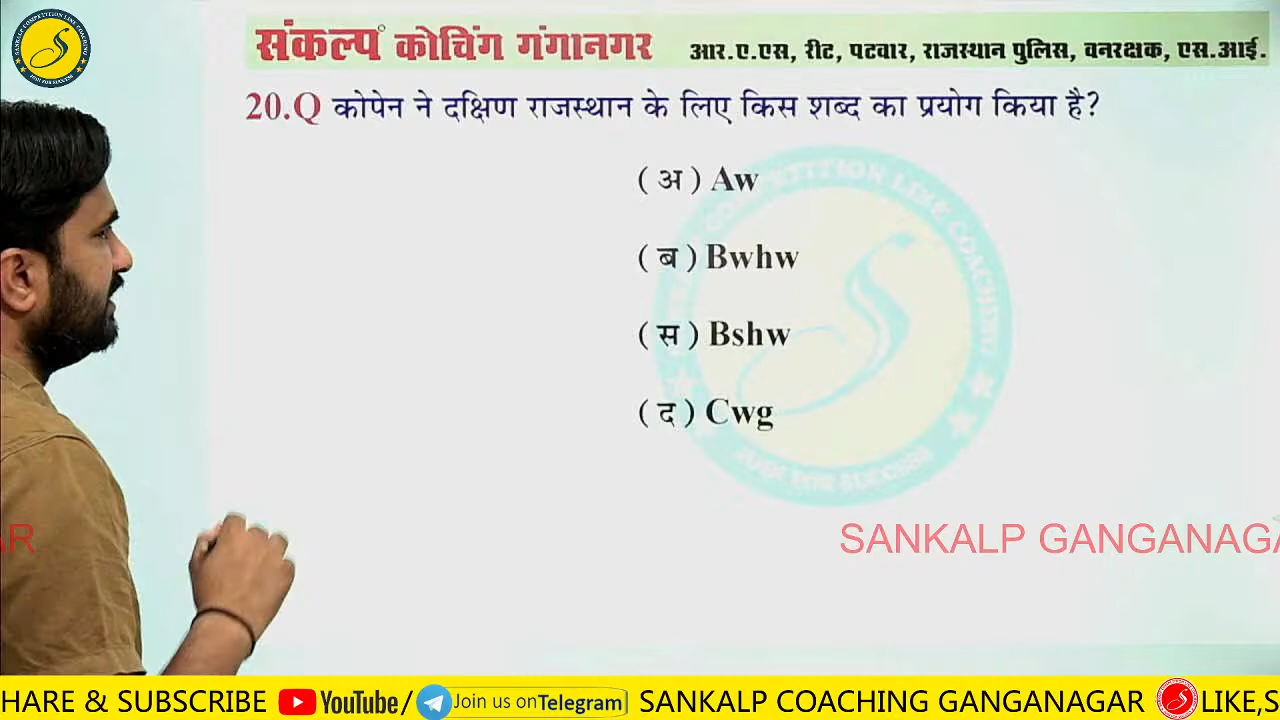 संकल्प कोचिंग गंगानगर आर.ए.एस, रीट, पटवार, राजस्थान पुलिस, वनरक्षक, एस.आई.
20.Q कोपेन ने दक्षिण राजस्थान के लिए किस शब्द का प्रयोग किया है?
( अ ) Aw
( ब ) Bwhw
( स ) Bshw
( द ) Cwg
AR SANKALP GANGANAGA
HARE & SUBSCRIBE YouTube / Join us on Telegram SANKALP COACHING GANGANAGAR LIKE,S